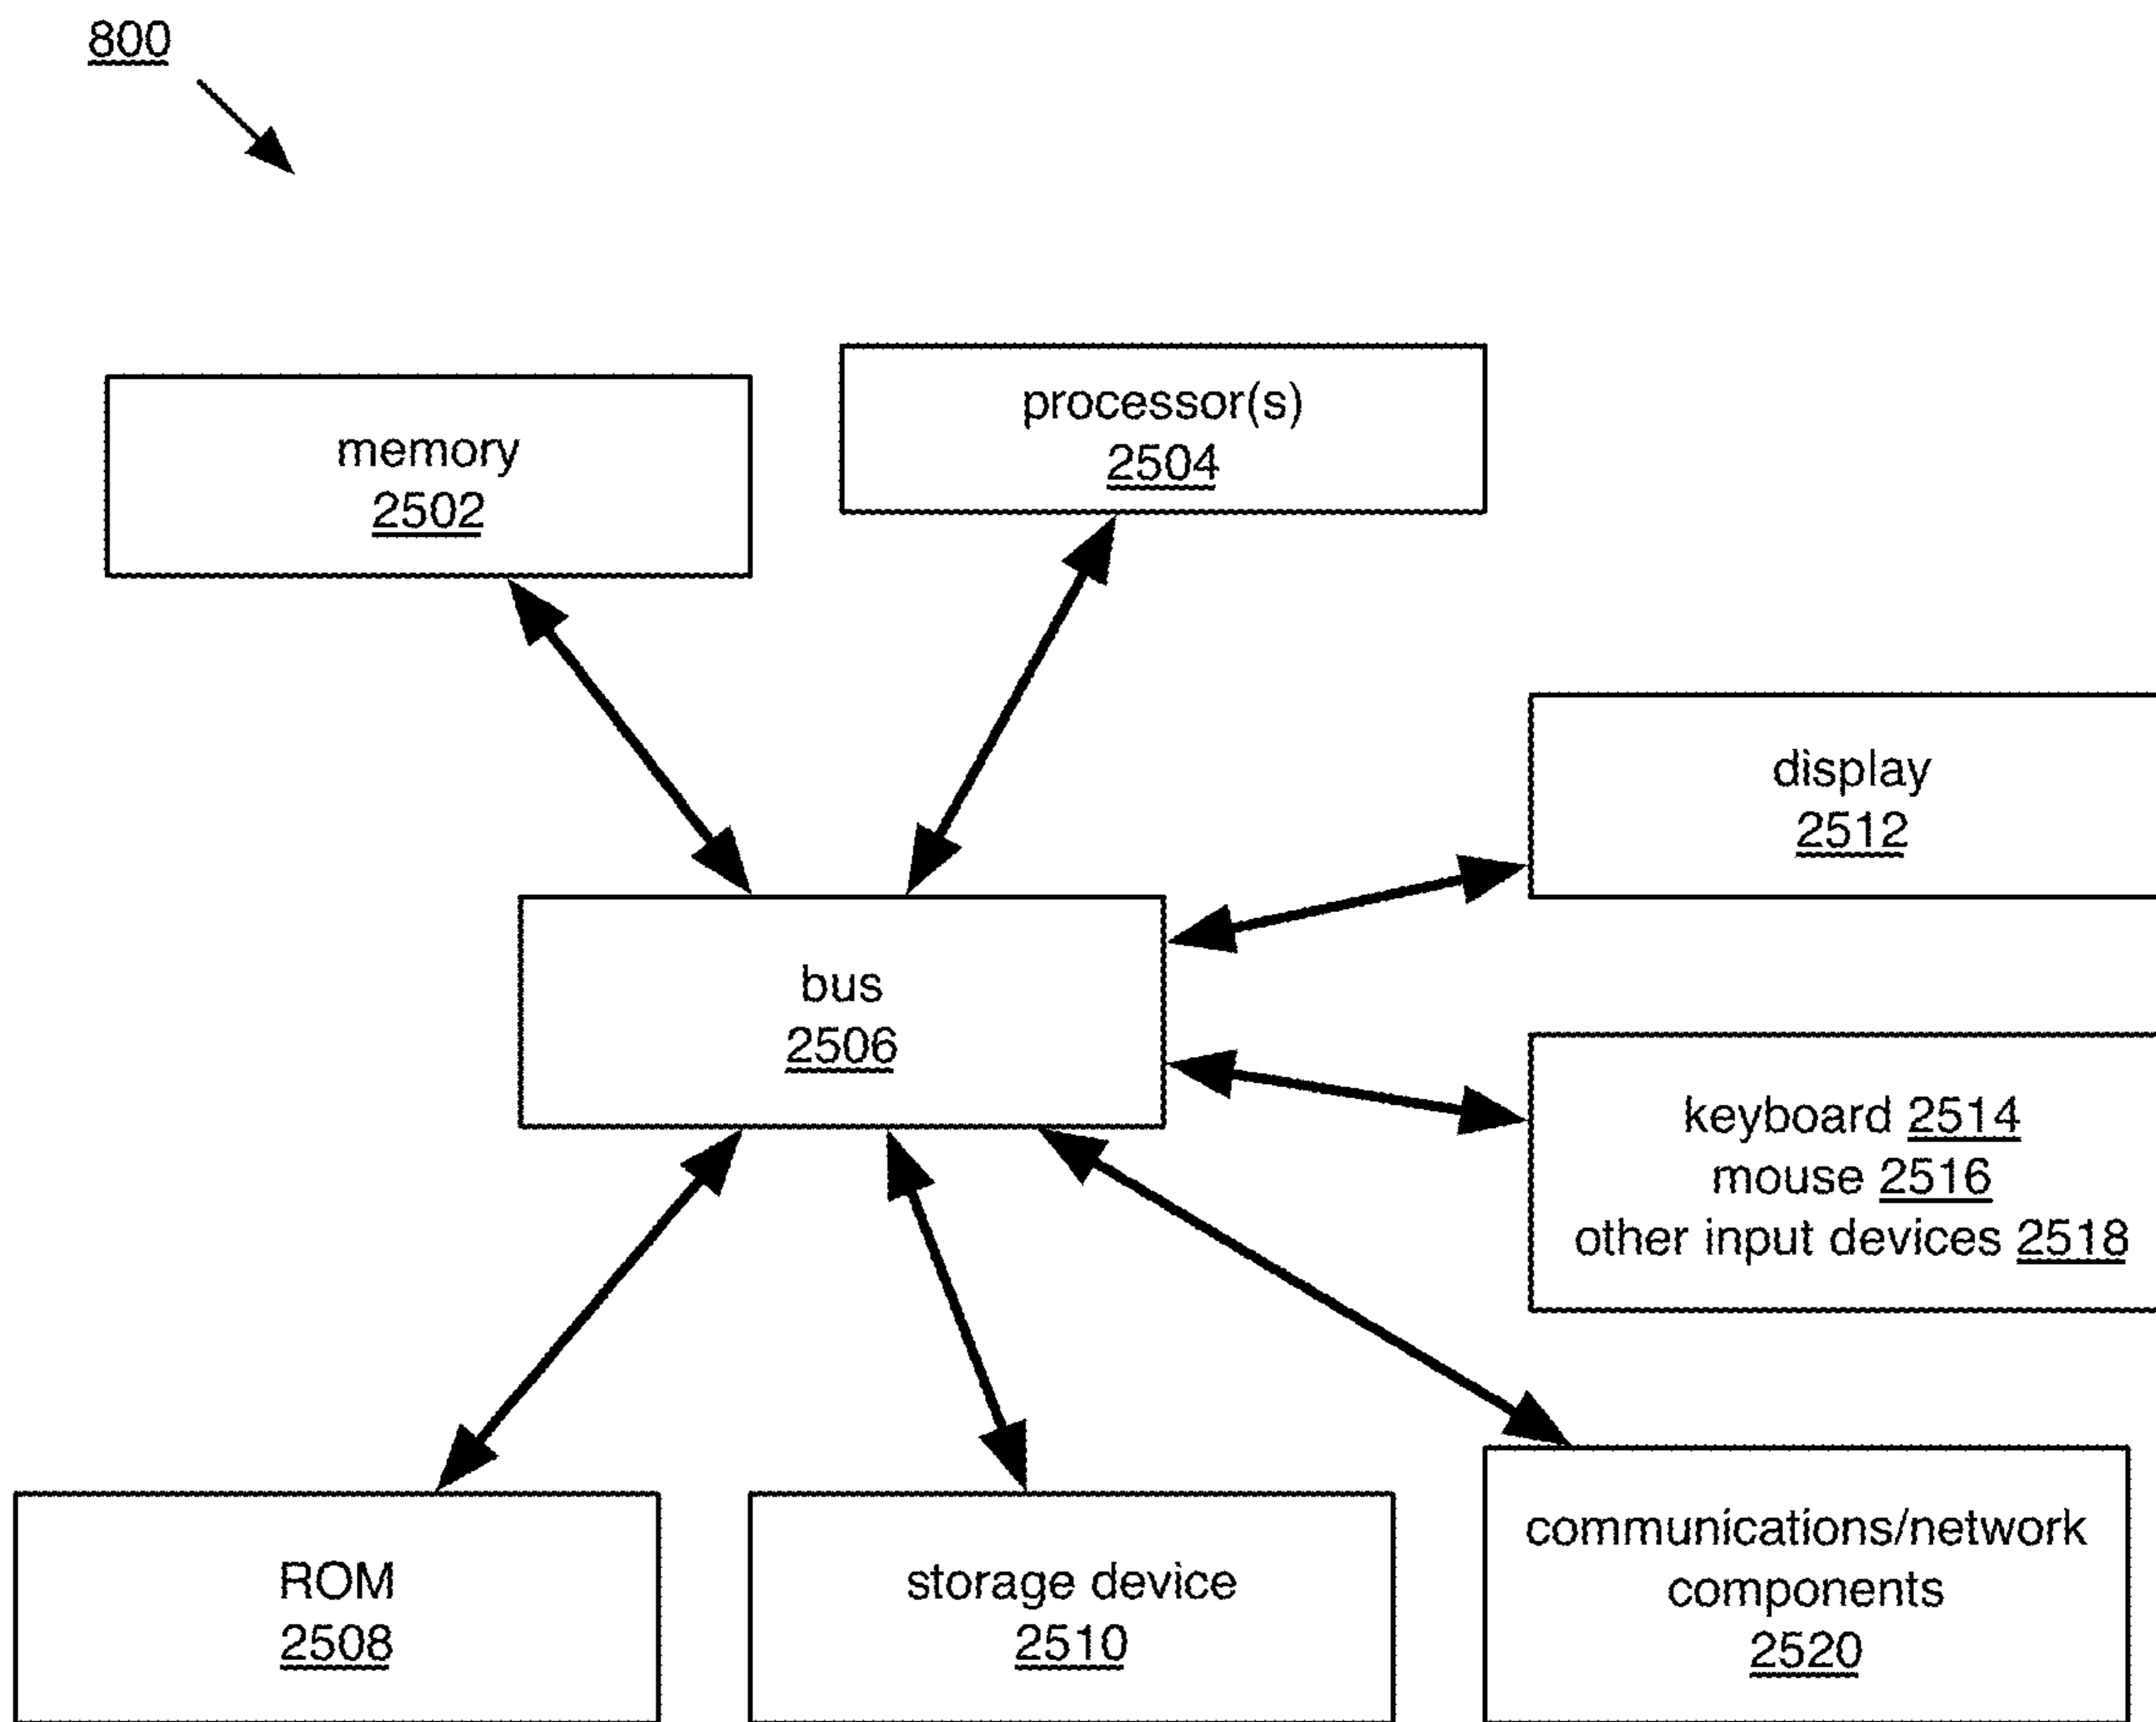 800
memory
2502
processor(s)
2504
display
2512
bus
2506
keyboard 2514
mouse 2516
other input devices 2518
ROM
2508
storage device
2510
communications/network
components
2520